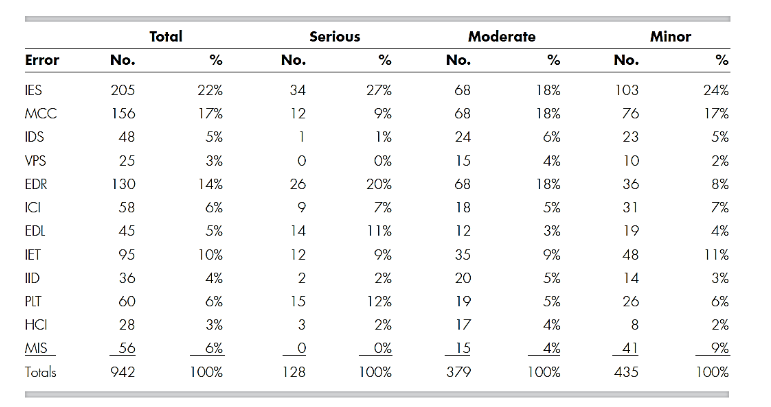 Total Serious Moderate Minor
Error No. % No. % No. % No. %
IES 205 22% 34 27% 68 18% 103 24%
MCC 156 17% 12 9% 68 18% 76 17%
IDS 48 5% 1 1% 24 6% 23 5%
VPS 25 3% 0 0% 15 4% 10 2%
EDR 130 14% 26 20% 68 18% 36 8%
ICI 58 6% 9 7% 18 5% 31 7%
EDL 45 5% 14 11% 12 3% 19 4%
IET 95 10% 12 9% 35 9% 48 11%
IID 36 4% 2 2% 20 5% 14 3%
PLT 60 6% 15 12% 19 5% 26 6%
HCI 28 3% 3 2% 17 4% 8 2%
MIS 56 6% 0 0% 15 4% 41 9%
Totals 942 100% 128 100% 379 100% 435 100%